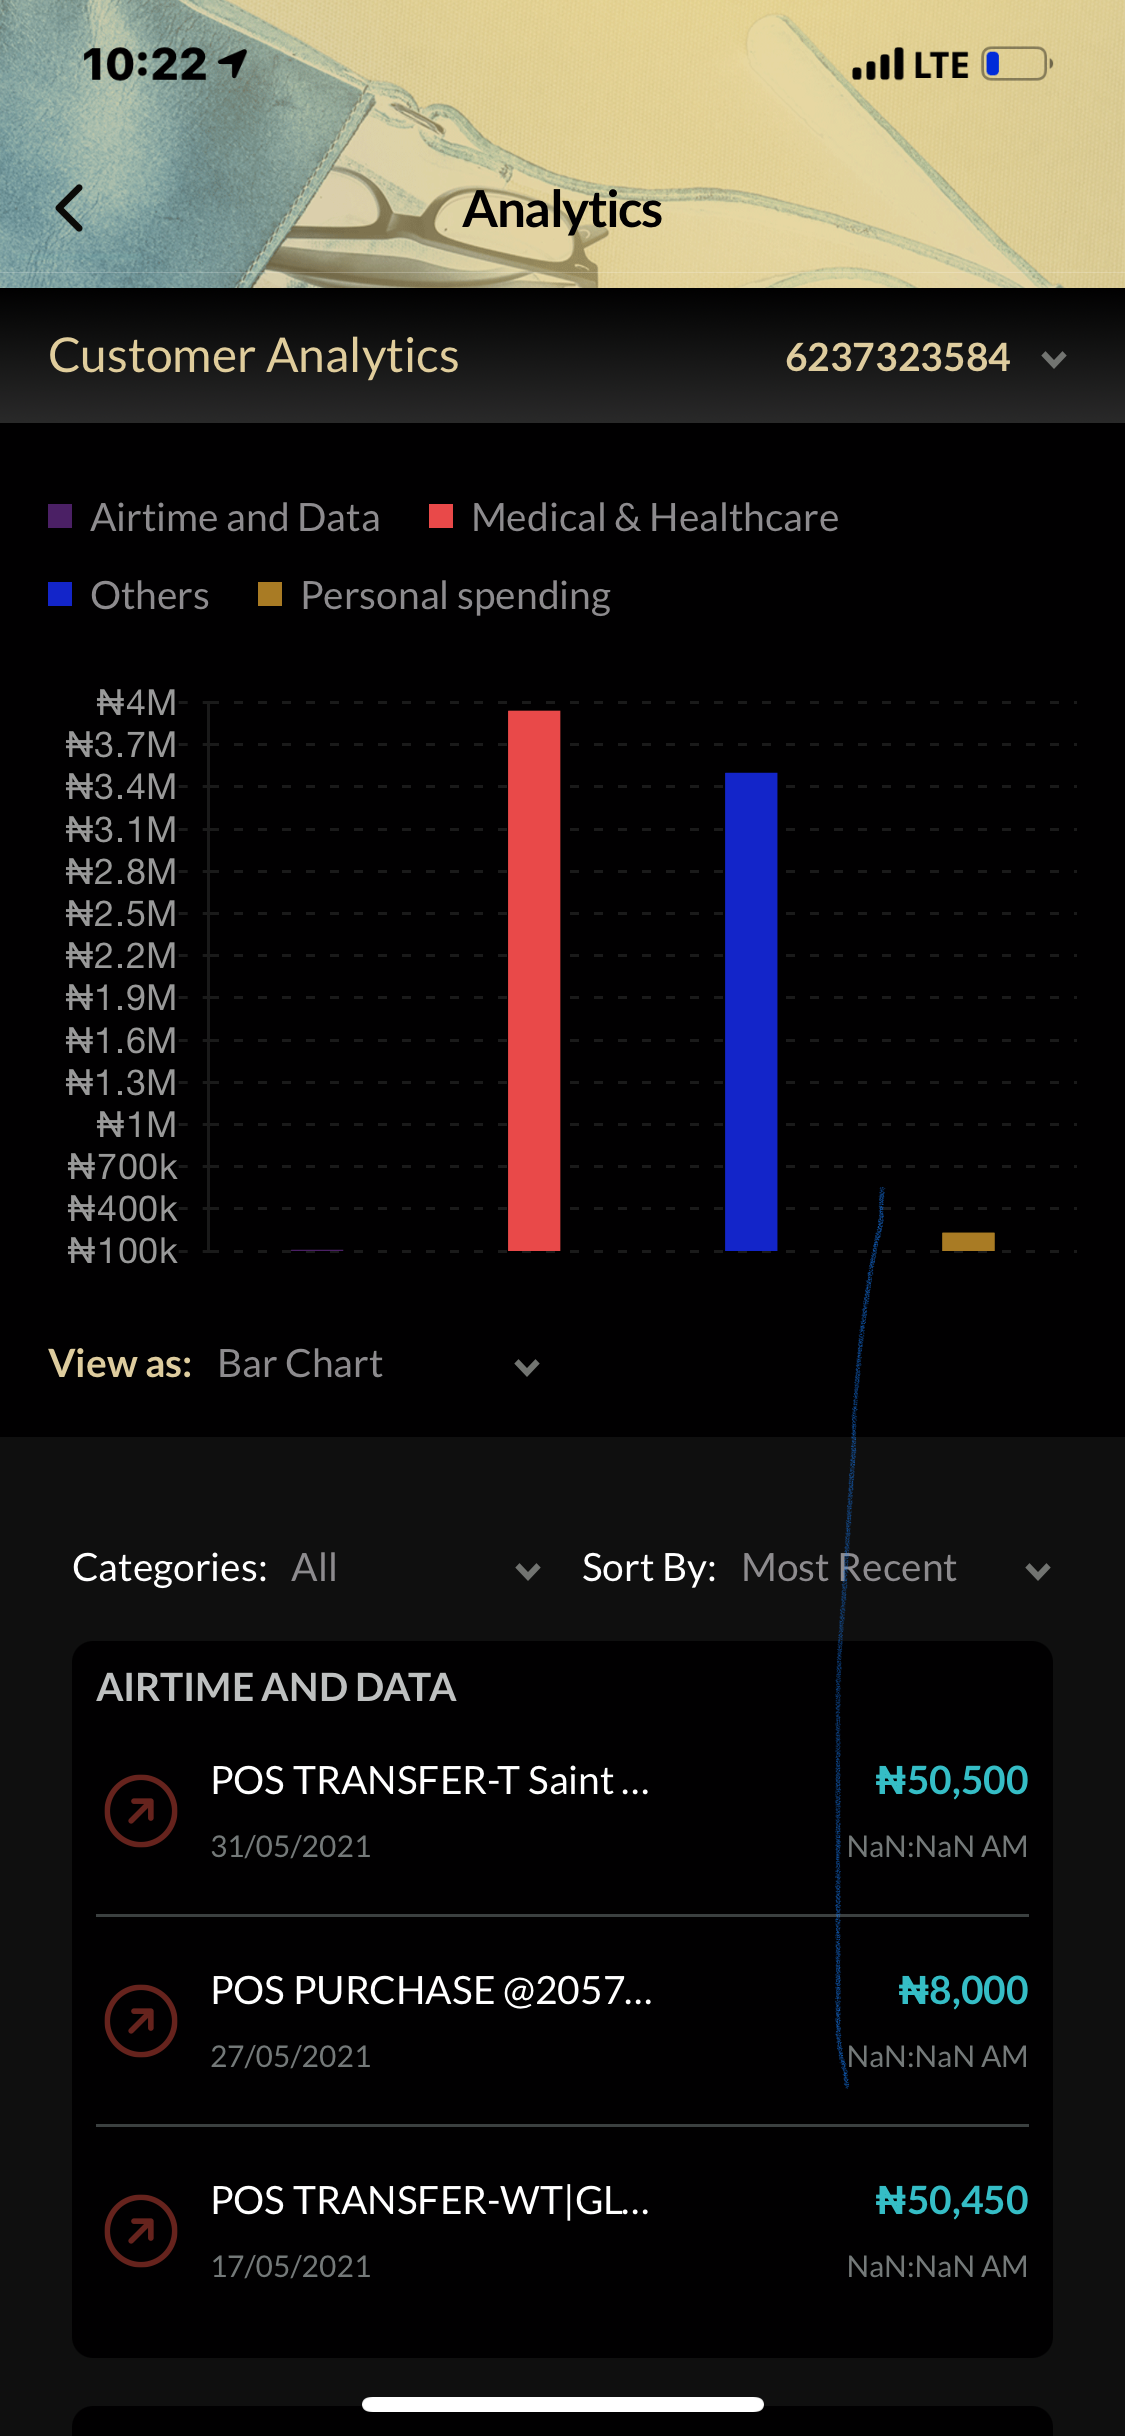 10:22 LTE
Analytics
Customer Analytics 6237323584
Airtime and Data Medical & Healthcare
Others Personal spending
₦4M
₦3.7M
₦3.4M
₦3.1M
₦2.8M
₦2.5M
₦2.2M
₦1.9M
₦1.6M
₦1.3M
₦1M
₦700k
₦400k
₦100k
View as: Bar Chart
Categories: All Sort By: Most Recent
AIRTIME AND DATA
POS TRANSFER-T Saint ... ₦50,500
31/05/2021 NaN:NaN AM
POS PURCHASE @2057... ₦8,000
27/05/2021 NaN:NaN AM
POS TRANSFER-WT|GL... ₦50,450
17/05/2021 NaN:NaN AM